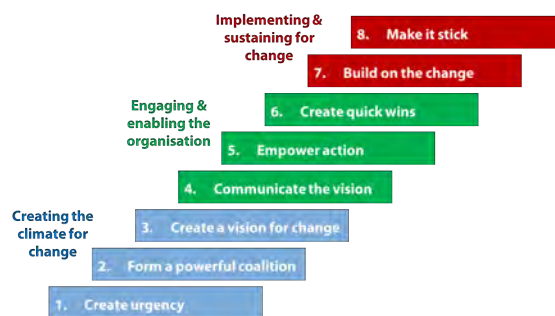 Implementing &
sustaining for
change
8. Make it stick
7. Build on the change
Engaging &
enabling the
organisation
6. Create quick wins
5. Empower action
4. Communicate the vision
Creating the
climate for
change
3. Create a vision for change
2. Form a powerful coalition
1. Create urgency